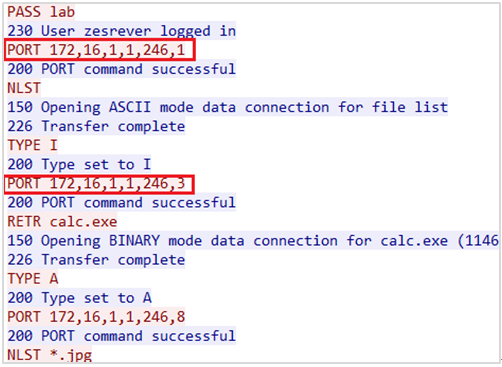 PASS lab
230 User zesrever logged in
PORT 172,16,1,1,246,1
200 PORT command successful
NLST
150 Opening ASCII mode data connection for file list
226 Transfer complete
TYPE I
200 Type set to I
PORT 172,16,1,1,246,3
200 PORT command successful
RETR calc.exe
150 Opening BINARY mode data connection for calc.exe (1146
226 Transfer complete
TYPE A
200 Type set to A
PORT 172,16,1,1,246,8
200 PORT command successful
NLST *.jpg